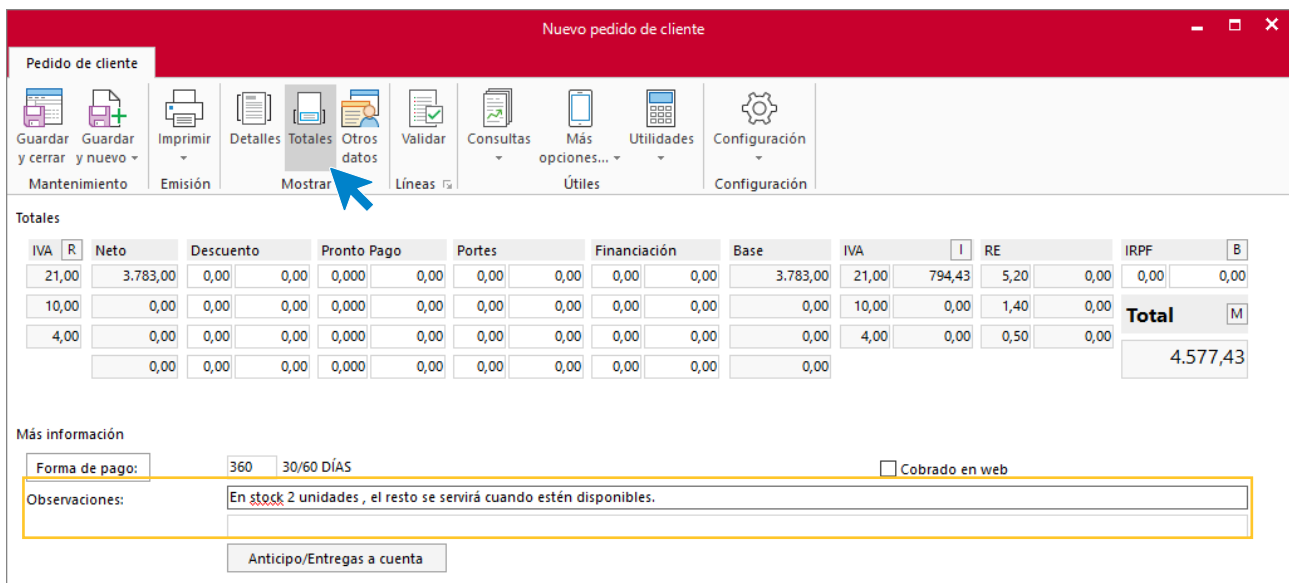 Nuevo pedido de cliente
Pedido de cliente
Guardar y cerrar
Guardar y nuevo
Imprimir
Detalles
Totales
Otros datos
Validar
Consultas
Más opciones...
Utilidades
Configuración
Mantenimiento
Emisión
Mostrar
Líneas
Útiles
Configuración
Totales
IVA R Neto Descuento Pronto Pago Portes Financiación Base IVA I RE IRPF B
21,00 3.783,00 0,00 0,00 0,000 0,00 0,00 0,00 0,00 0,00 3.783,00 21,00 794,43 5,20 0,00 0,00 0,00
10,00 0,00 0,00 0,00 0,000 0,00 0,00 0,00 0,00 0,00 0,00 10,00 0,00 1,40 0,00 Total M
4,00 0,00 0,00 0,00 0,000 0,00 0,00 0,00 0,00 0,00 0,00 4,00 0,00 0,50 0,00
0,00 0,00 0,00 0,000 0,00 0,00 0,00 0,00 0,00 0,00 4.577,43
Más información
Forma de pago: 360 30/60 DÍAS Cobrado en web
Observaciones: En stock 2 unidades , el resto se servirá cuando estén disponibles.
Anticipo/Entregas a cuenta